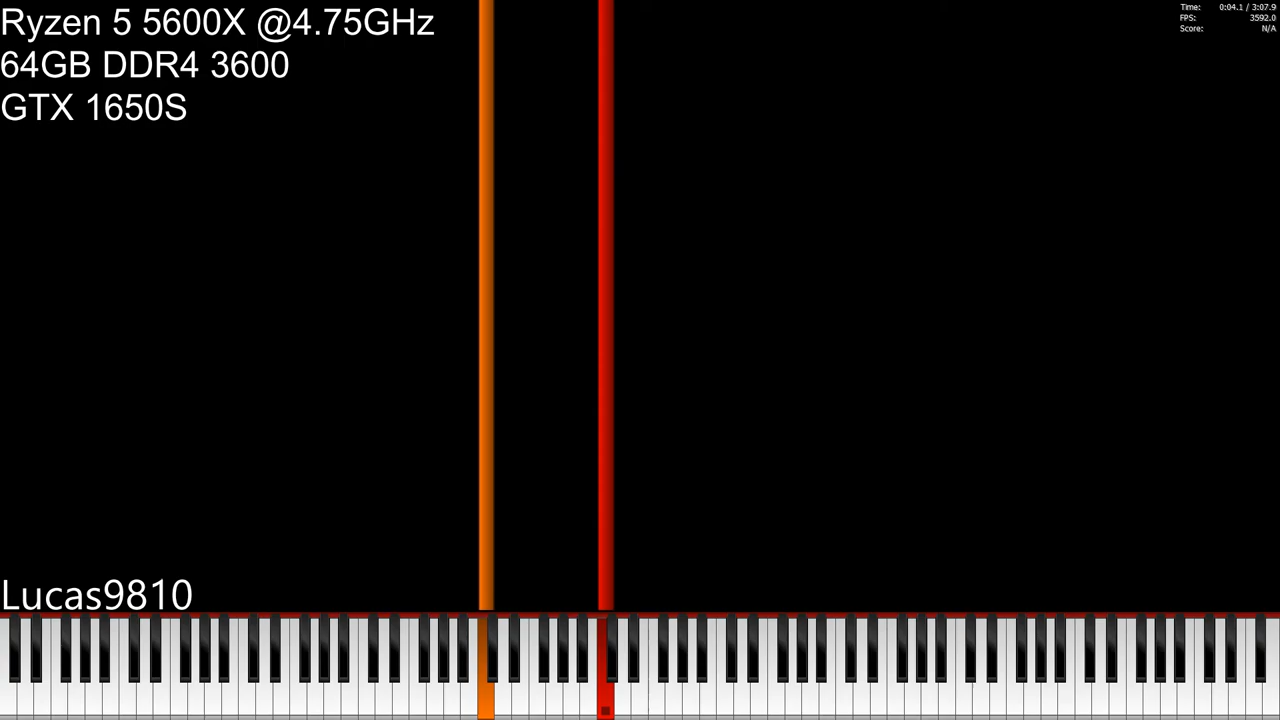 Ryzen 5 5600X @4.75GHz
64GB DDR4 3600
GTX 1650S
Time: 0:04.1 / 3:07.9
FPS: 3592.0
Score: N/A
Lucas9810